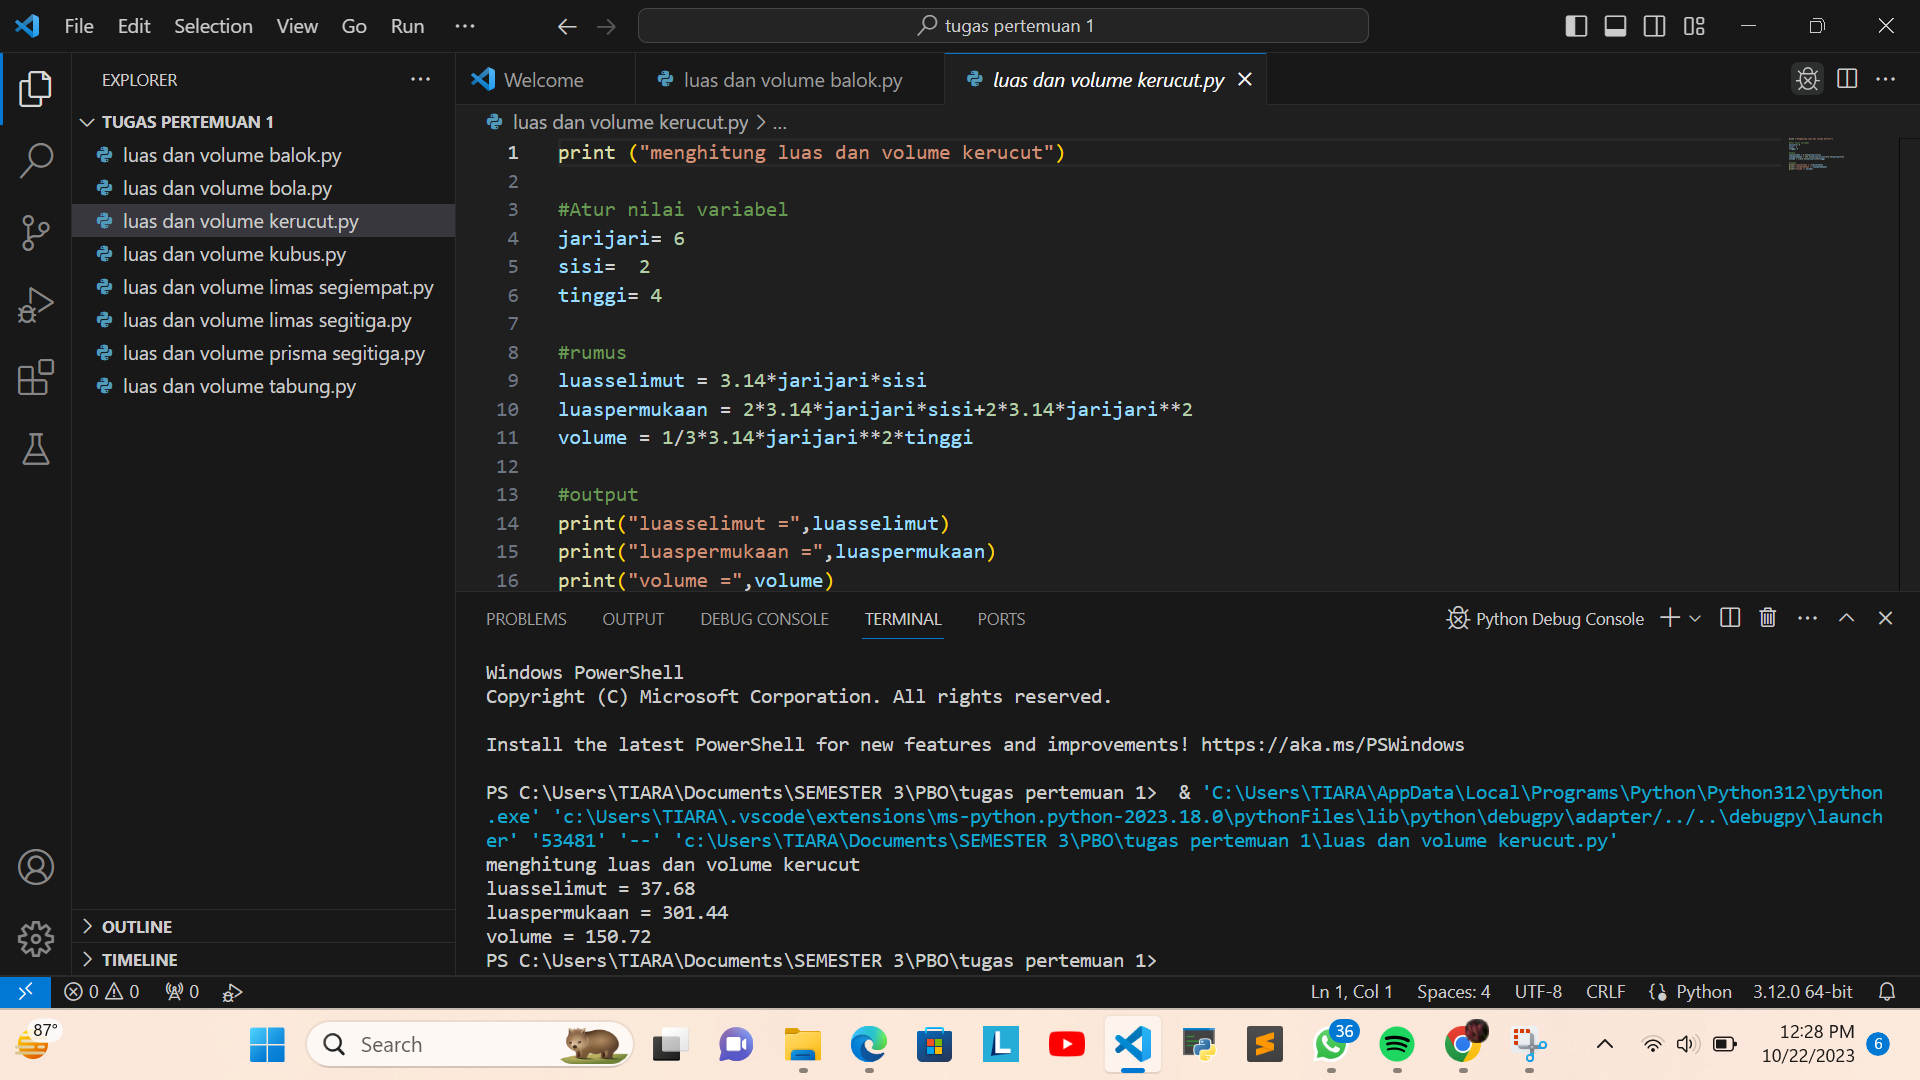 File Edit Selection View Go Run ...
tugas pertemuan 1
EXPLORER
TUGAS PERTEMUAN 1
luas dan volume balok.py
luas dan volume bola.py
luas dan volume kerucut.py
luas dan volume kubus.py
luas dan volume limas segiempat.py
luas dan volume limas segitiga.py
luas dan volume prisma segitiga.py
luas dan volume tabung.py
OUTLINE
TIMELINE
Welcome luas dan volume balok.py luas dan volume kerucut.py
luas dan volume kerucut.py > ...
1 print ("menghitung luas dan volume kerucut")
2
3 #Atur nilai variabel
4 jarijari= 6
5 sisi=  2
6 tinggi= 4
7
8 #rumus
9 luasselimut = 3.14*jarijari*sisi
10 luaspermukaan = 2*3.14*jarijari*sisi+2*3.14*jarijari**2
11 volume = 1/3*3.14*jarijari**2*tinggi
12
13 #output
14 print("luasselimut =",luasselimut)
15 print("luaspermukaan =",luaspermukaan)
16 print("volume =",volume)
PROBLEMS OUTPUT DEBUG CONSOLE TERMINAL PORTS
Python Debug Console
Windows PowerShell
Copyright (C) Microsoft Corporation. All rights reserved.
Install the latest PowerShell for new features and improvements! https://aka.ms/PSWindows
PS C:\Users\TIARA\Documents\SEMESTER 3\PBO\tugas pertemuan 1>  & 'C:\Users\TIARA\AppData\Local\Programs\Python\Python312\python
.exe' 'c:\Users\TIARA\.vscode\extensions\ms-python.python-2023.18.0\pythonFiles\lib\python\debugpy\adapter/../..\debugpy\launch
er' '53481' '--' 'c:\Users\TIARA\Documents\SEMESTER 3\PBO\tugas pertemuan 1\luas dan volume kerucut.py'
menghitung luas dan volume kerucut
luasselimut = 37.68
luaspermukaan = 301.44
volume = 150.72
PS C:\Users\TIARA\Documents\SEMESTER 3\PBO\tugas pertemuan 1>
0 0 0
Ln 1, Col 1 Spaces: 4 UTF-8 CRLF Python 3.12.0 64-bit
87°
Search
L
36
12:28 PM
10/22/2023
6